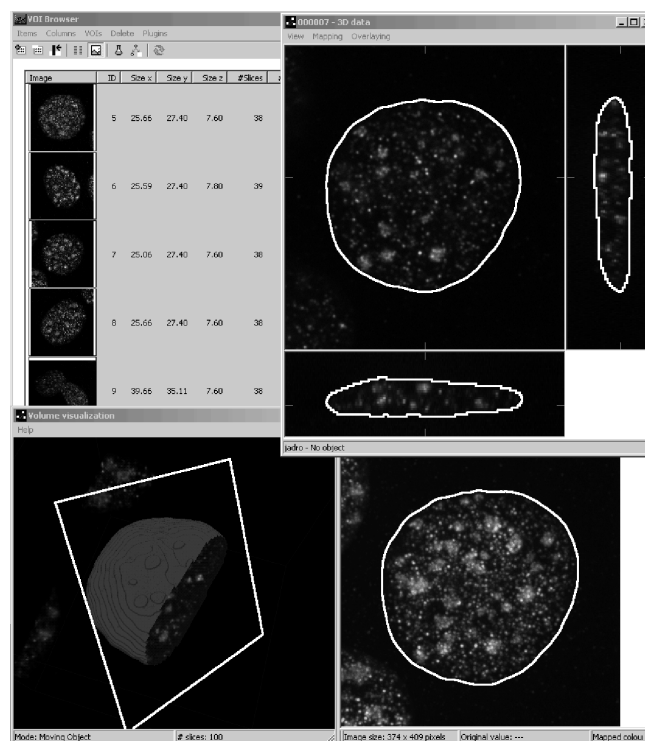 VOI Browser
Items Columns VOIs Delete Plugins
Image ID Size x Size y Size z #Slices
5 25.66 27.40 7.60 38
6 25.59 27.40 7.80 39
7 25.06 27.40 7.60 38
8 25.66 27.40 7.60 38
9 39.66 35.11 7.60 38
000007 - 3D data
View Mapping Overlaying
jadro - No object
Volume visualization
Help
Mode: Moving Object # slices: 100
Image size: 374 x 409 pixels Original value: --- Mapped colou